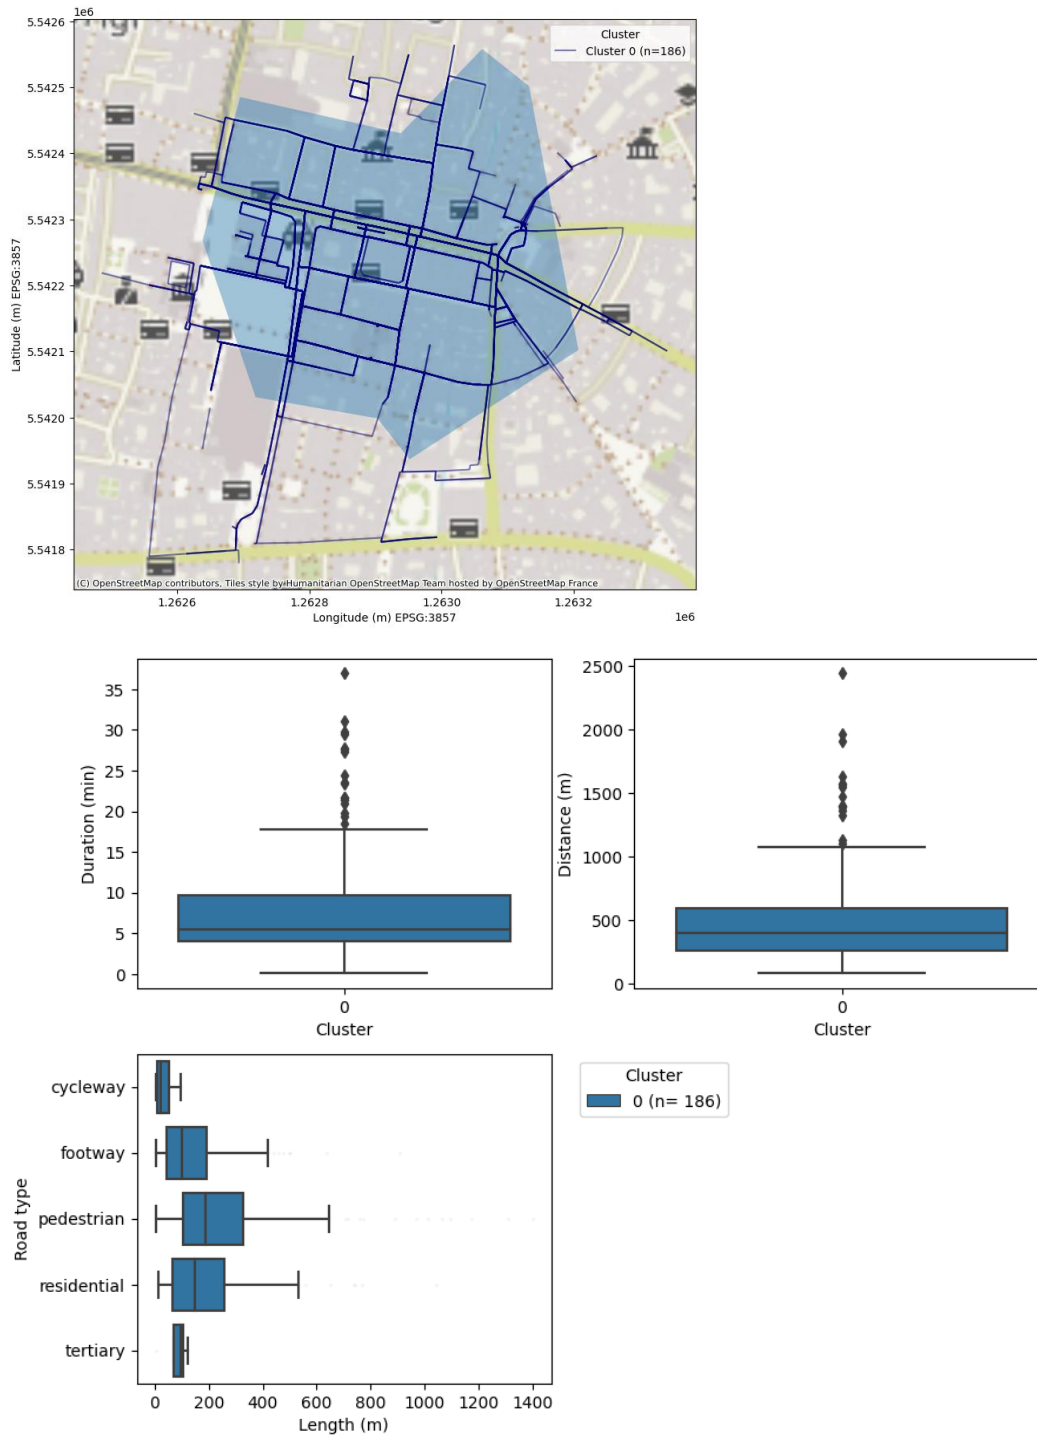 1e6
5.5426
5.5425
5.5424
5.5423
5.5422
5.5421
5.5420
5.5419
5.5418
Latitude (m) EPSG:3857
Cluster
Cluster 0 (n=186)
(C) OpenStreetMap contributors, Tiles style by Humanitarian OpenStreetMap Team hosted by OpenStreetMap France
1.2626
1.2628
1.2630
1.2632
Longitude (m) EPSG:3857
1e6
35
30
25
20
15
10
5
0
Duration (min)
0
Cluster
2500
2000
1500
1000
500
0
Distance (m)
0
Cluster
cycleway
footway
pedestrian
residential
tertiary
Road type
0
200
400
600
800
1000
1200
1400
Length (m)
Cluster
0 (n= 186)